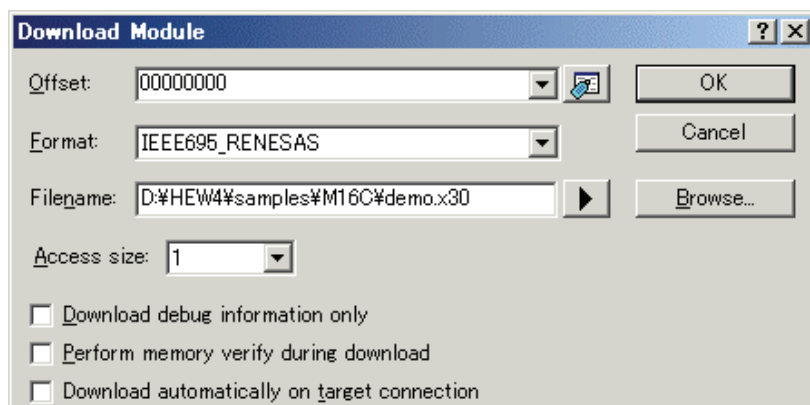 Download Module
Offset: 00000000 OK
Format: IEEE695_RENESAS Cancel
Filename: D:¥HEW4¥samples¥M16C¥demo.x30 Browse...
Access size: 1
Download debug information only
Perform memory verify during download
Download automatically on target connection